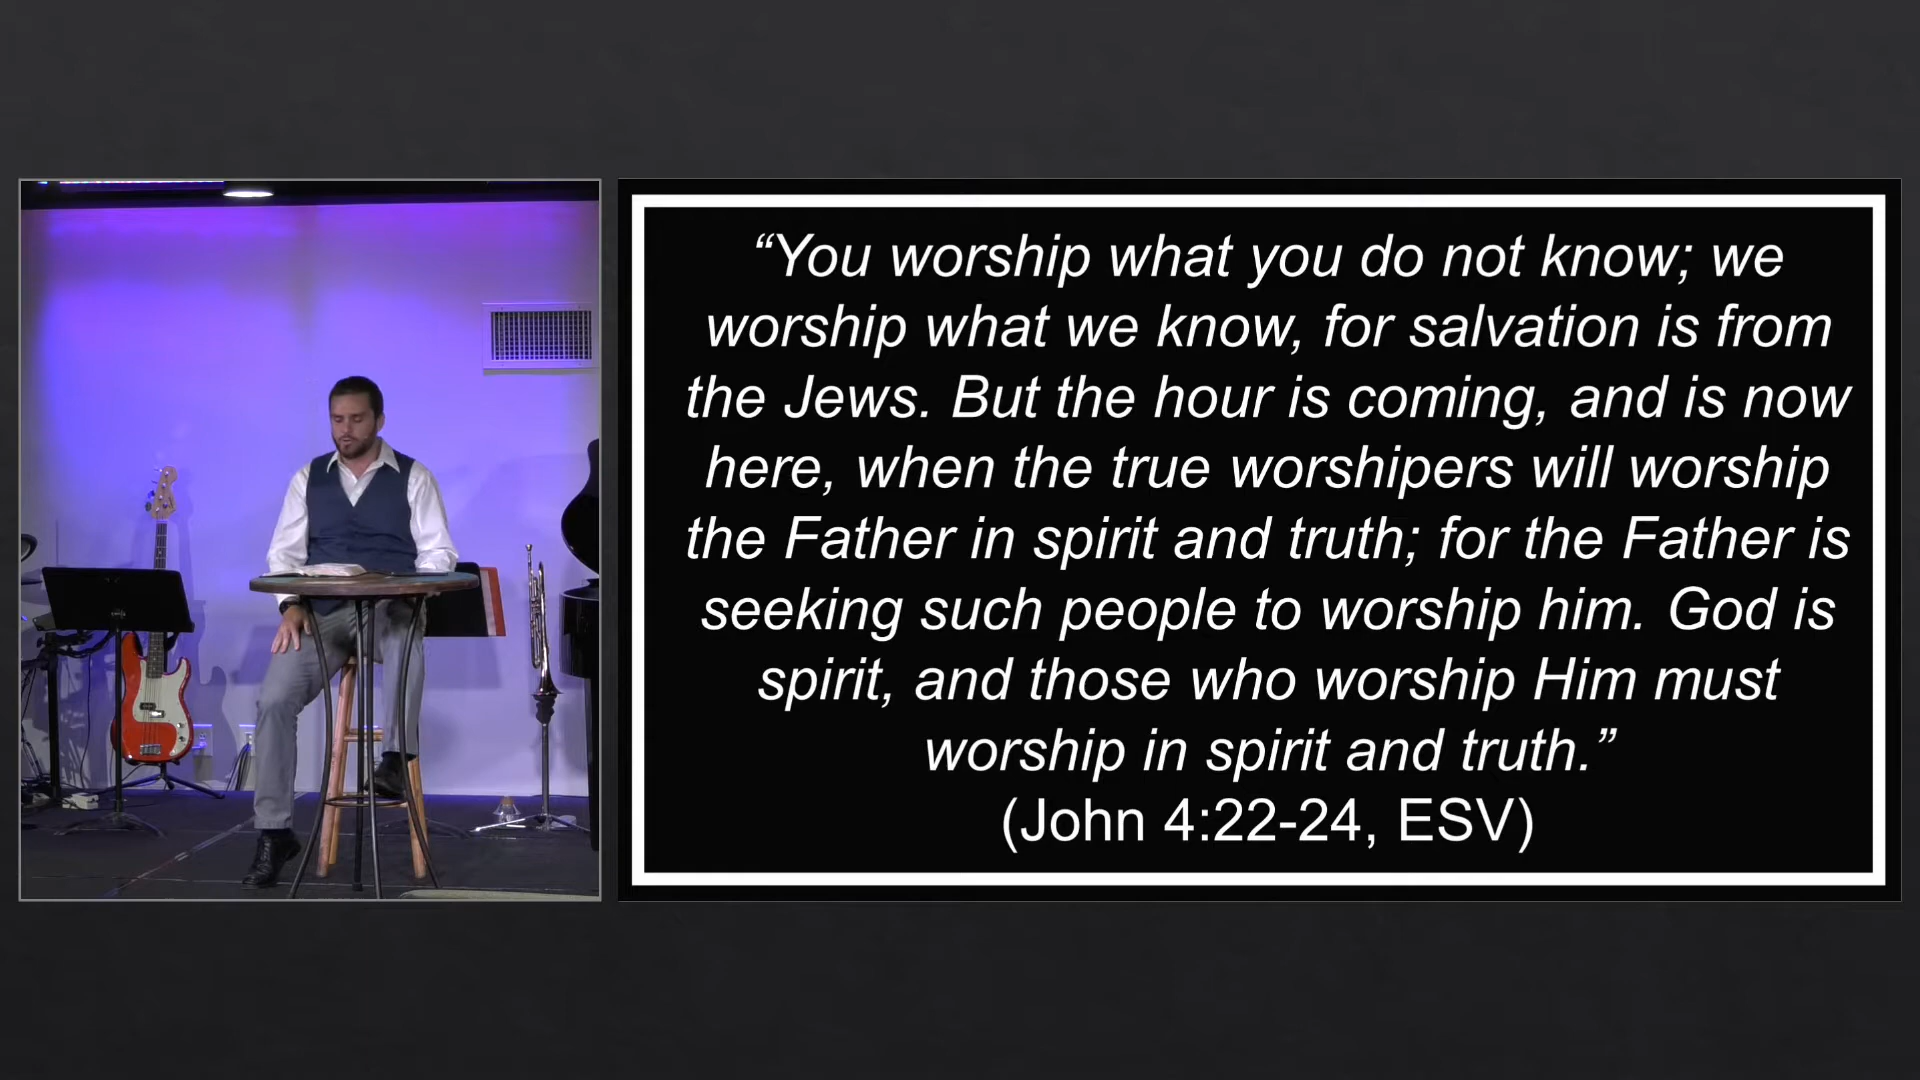 “You worship what you do not know; we
worship what we know, for salvation is from
the Jews. But the hour is coming, and is now
here, when the true worshipers will worship
the Father in spirit and truth; for the Father is
seeking such people to worship him. God is
spirit, and those who worship Him must
worship in spirit and truth.”
(John 4:22-24, ESV)